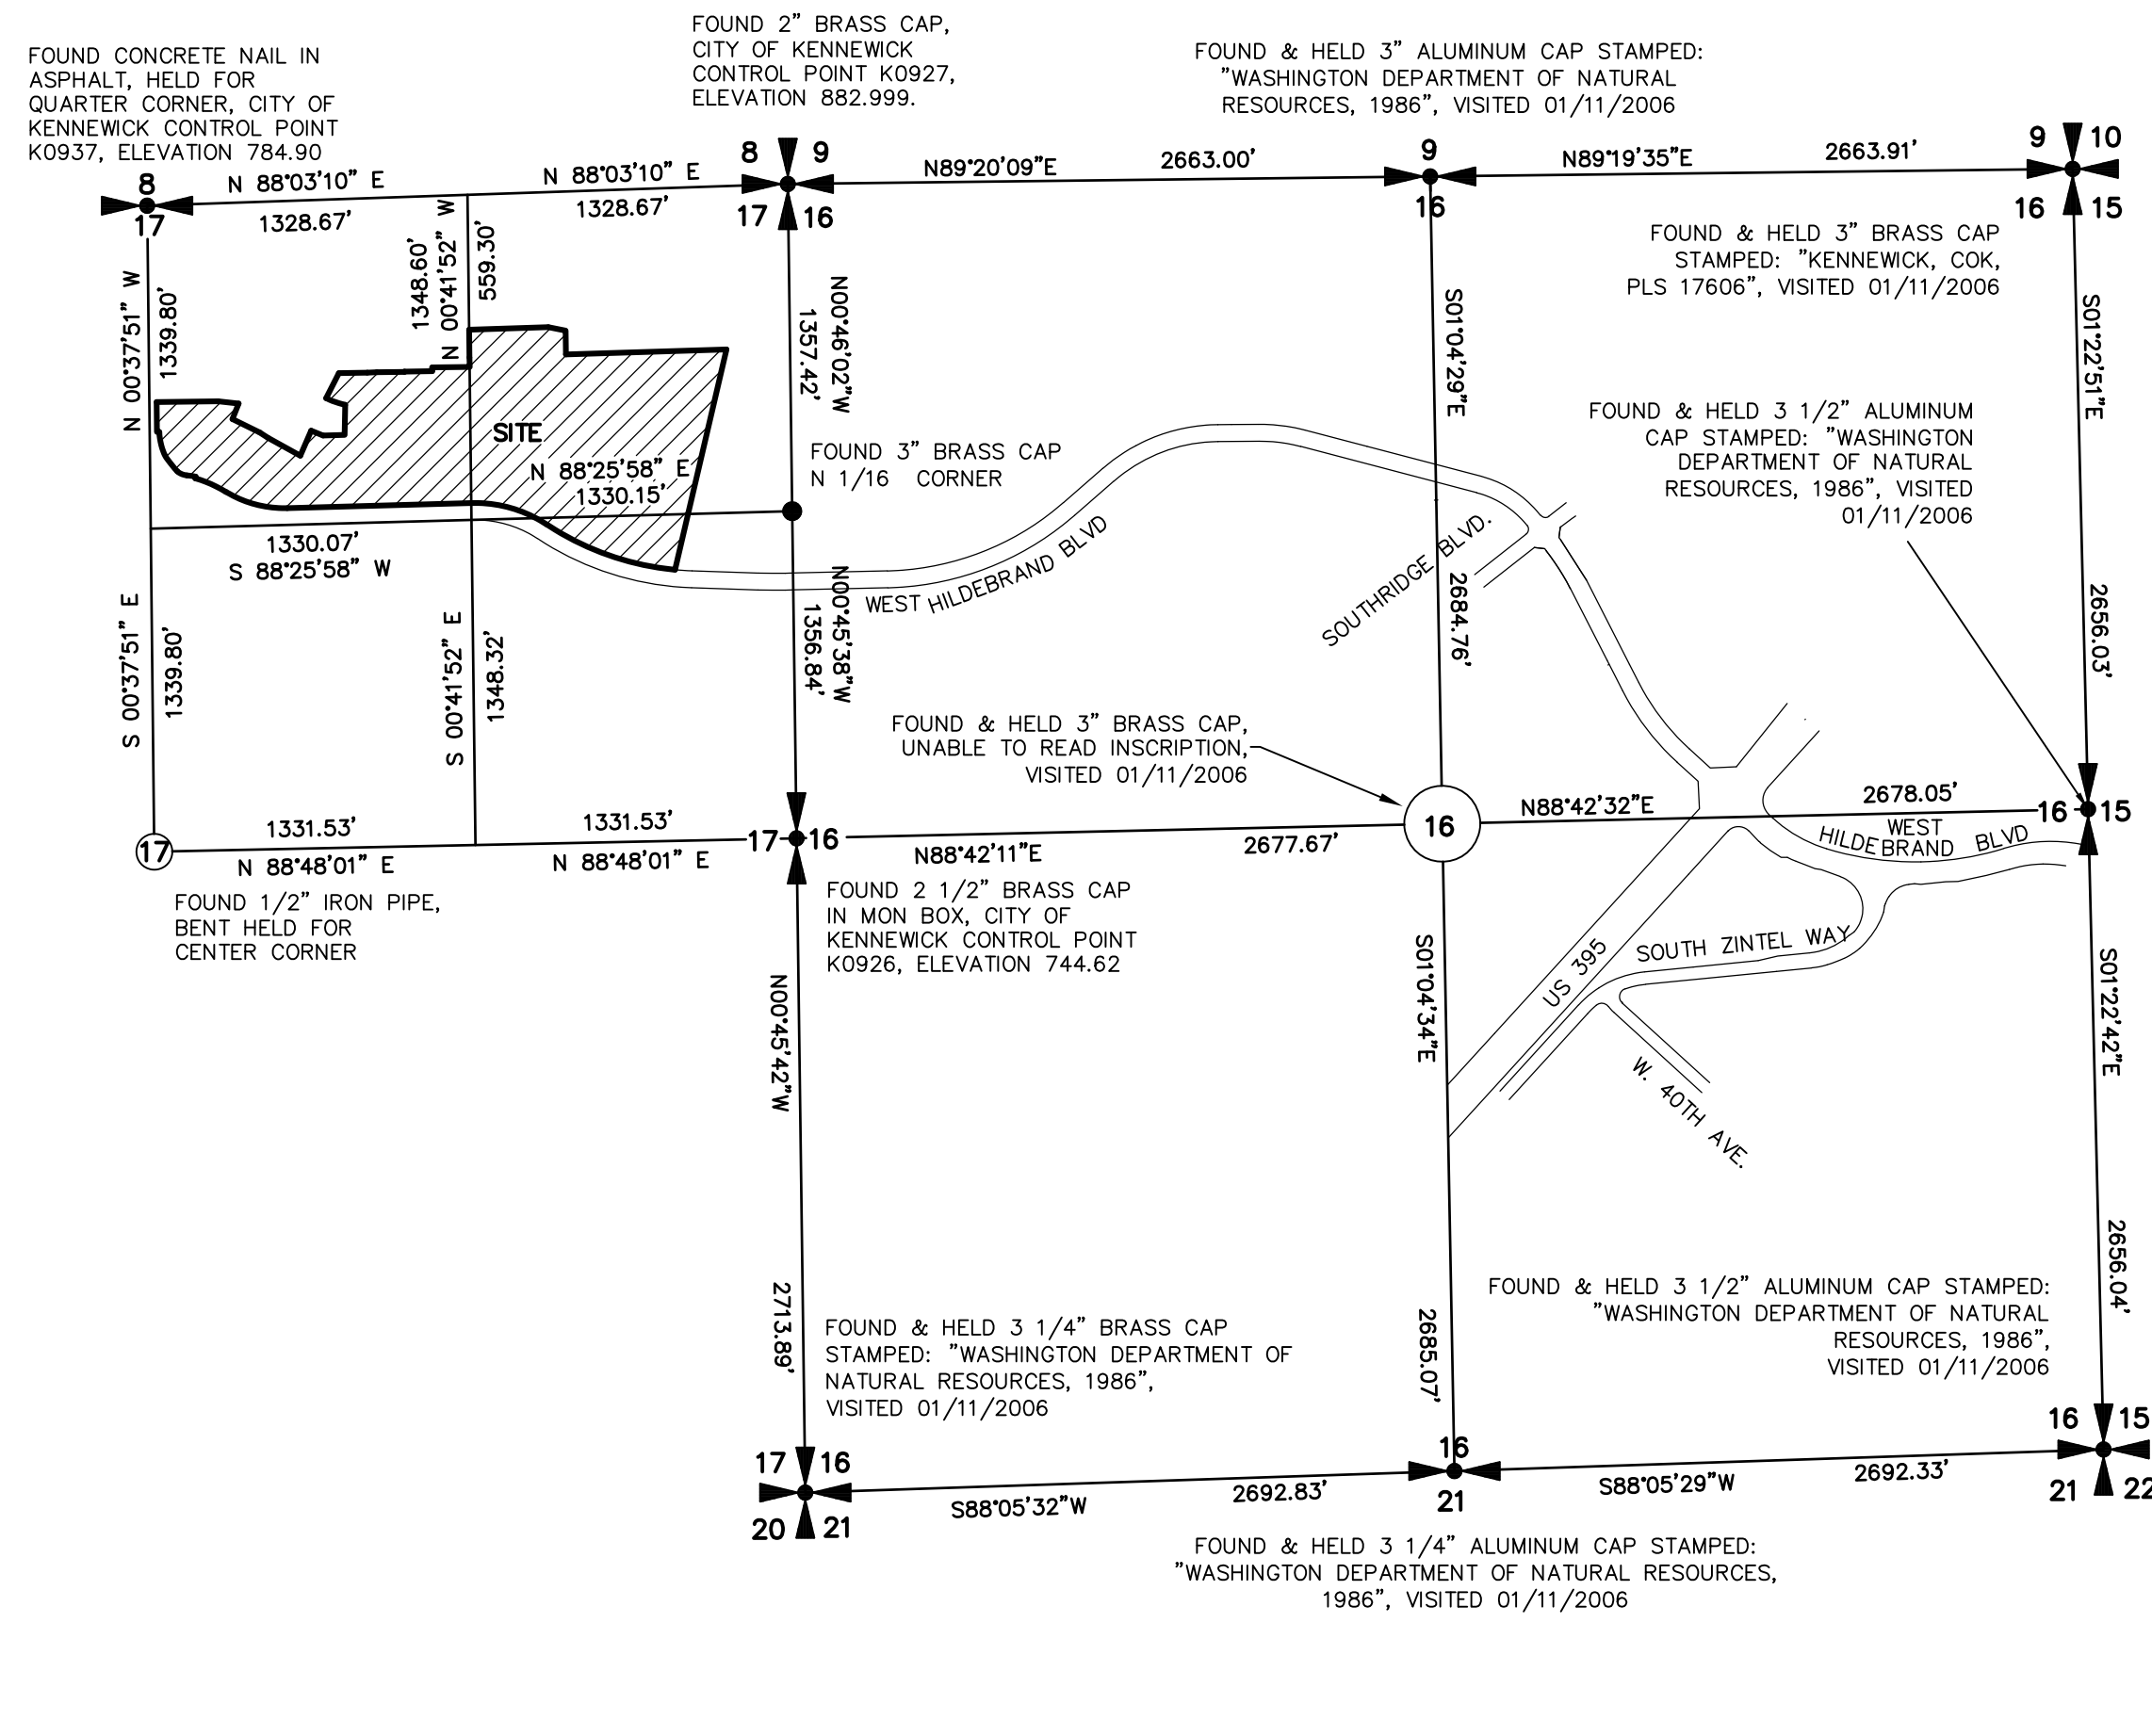 FOUND CONCRETE NAIL IN
ASPHALT, HELD FOR
QUARTER CORNER, CITY OF
KENNEWICK CONTROL POINT
K0937, ELEVATION 784.90
FOUND 2" BRASS CAP,
CITY OF KENNEWICK
CONTROL POINT K0927,
ELEVATION 882.999.
FOUND & HELD 3" ALUMINUM CAP STAMPED:
"WASHINGTON DEPARTMENT OF NATURAL
RESOURCES, 1986", VISITED 01/11/2006
8
17
N 88°03'10" E
1328.67'
N 88°03'10" E
1328.67'
8 9
17 16
N89°20'09"E
2663.00'
9
16
N89°19'35"E
2663.91'
9 10
16 15
FOUND & HELD 3" BRASS CAP
STAMPED: "KENNEWICK, COK,
PLS 17606", VISITED 01/11/2006
N 00°37'51" W
1339.80'
1348.60'
N 00°41'52" W
559.30'
N00°46'02"W
1357.42'
S01°04'29"E
S01°22'51"E
SITE
N 88°25'58" E
1330.15'
FOUND 3" BRASS CAP
N 1/16 CORNER
FOUND & HELD 3 1/2" ALUMINUM
CAP STAMPED: "WASHINGTON
DEPARTMENT OF NATURAL
RESOURCES, 1986", VISITED
01/11/2006
1330.07'
S 88°25'58" W
WEST HILDEBRAND BLVD
SOUTHRIDGE BLVD.
S 00°37'51" E
1339.80'
S 00°41'52" E
1348.32'
N00°45'38"W
1356.84'
2684.76'
2656.03'
FOUND & HELD 3" BRASS CAP,
UNABLE TO READ INSCRIPTION,
VISITED 01/11/2006
17
1331.53'
N 88°48'01" E
1331.53'
N 88°48'01" E
17 16
N88°42'11"E
2677.67'
16
N88°42'32"E
2678.05'
16 15
WEST
HILDEBRAND BLVD
FOUND 1/2" IRON PIPE,
BENT HELD FOR
CENTER CORNER
FOUND 2 1/2" BRASS CAP
IN MON BOX, CITY OF
KENNEWICK CONTROL POINT
K0926, ELEVATION 744.62
US 395
SOUTH ZINTEL WAY
W. 40TH AVE.
N00°45'42"W
2713.89'
S01°04'34"E
2685.07'
S01°22'42"E
2656.04'
FOUND & HELD 3 1/4" BRASS CAP
STAMPED: "WASHINGTON DEPARTMENT OF
NATURAL RESOURCES, 1986",
VISITED 01/11/2006
FOUND & HELD 3 1/2" ALUMINUM CAP STAMPED:
"WASHINGTON DEPARTMENT OF NATURAL
RESOURCES, 1986",
VISITED 01/11/2006
17 16
20 21
S88°05'32"W
2692.83'
16
21
S88°05'29"W
2692.33'
16 15
21 22
FOUND & HELD 3 1/4" ALUMINUM CAP STAMPED:
"WASHINGTON DEPARTMENT OF NATURAL RESOURCES,
1986", VISITED 01/11/2006